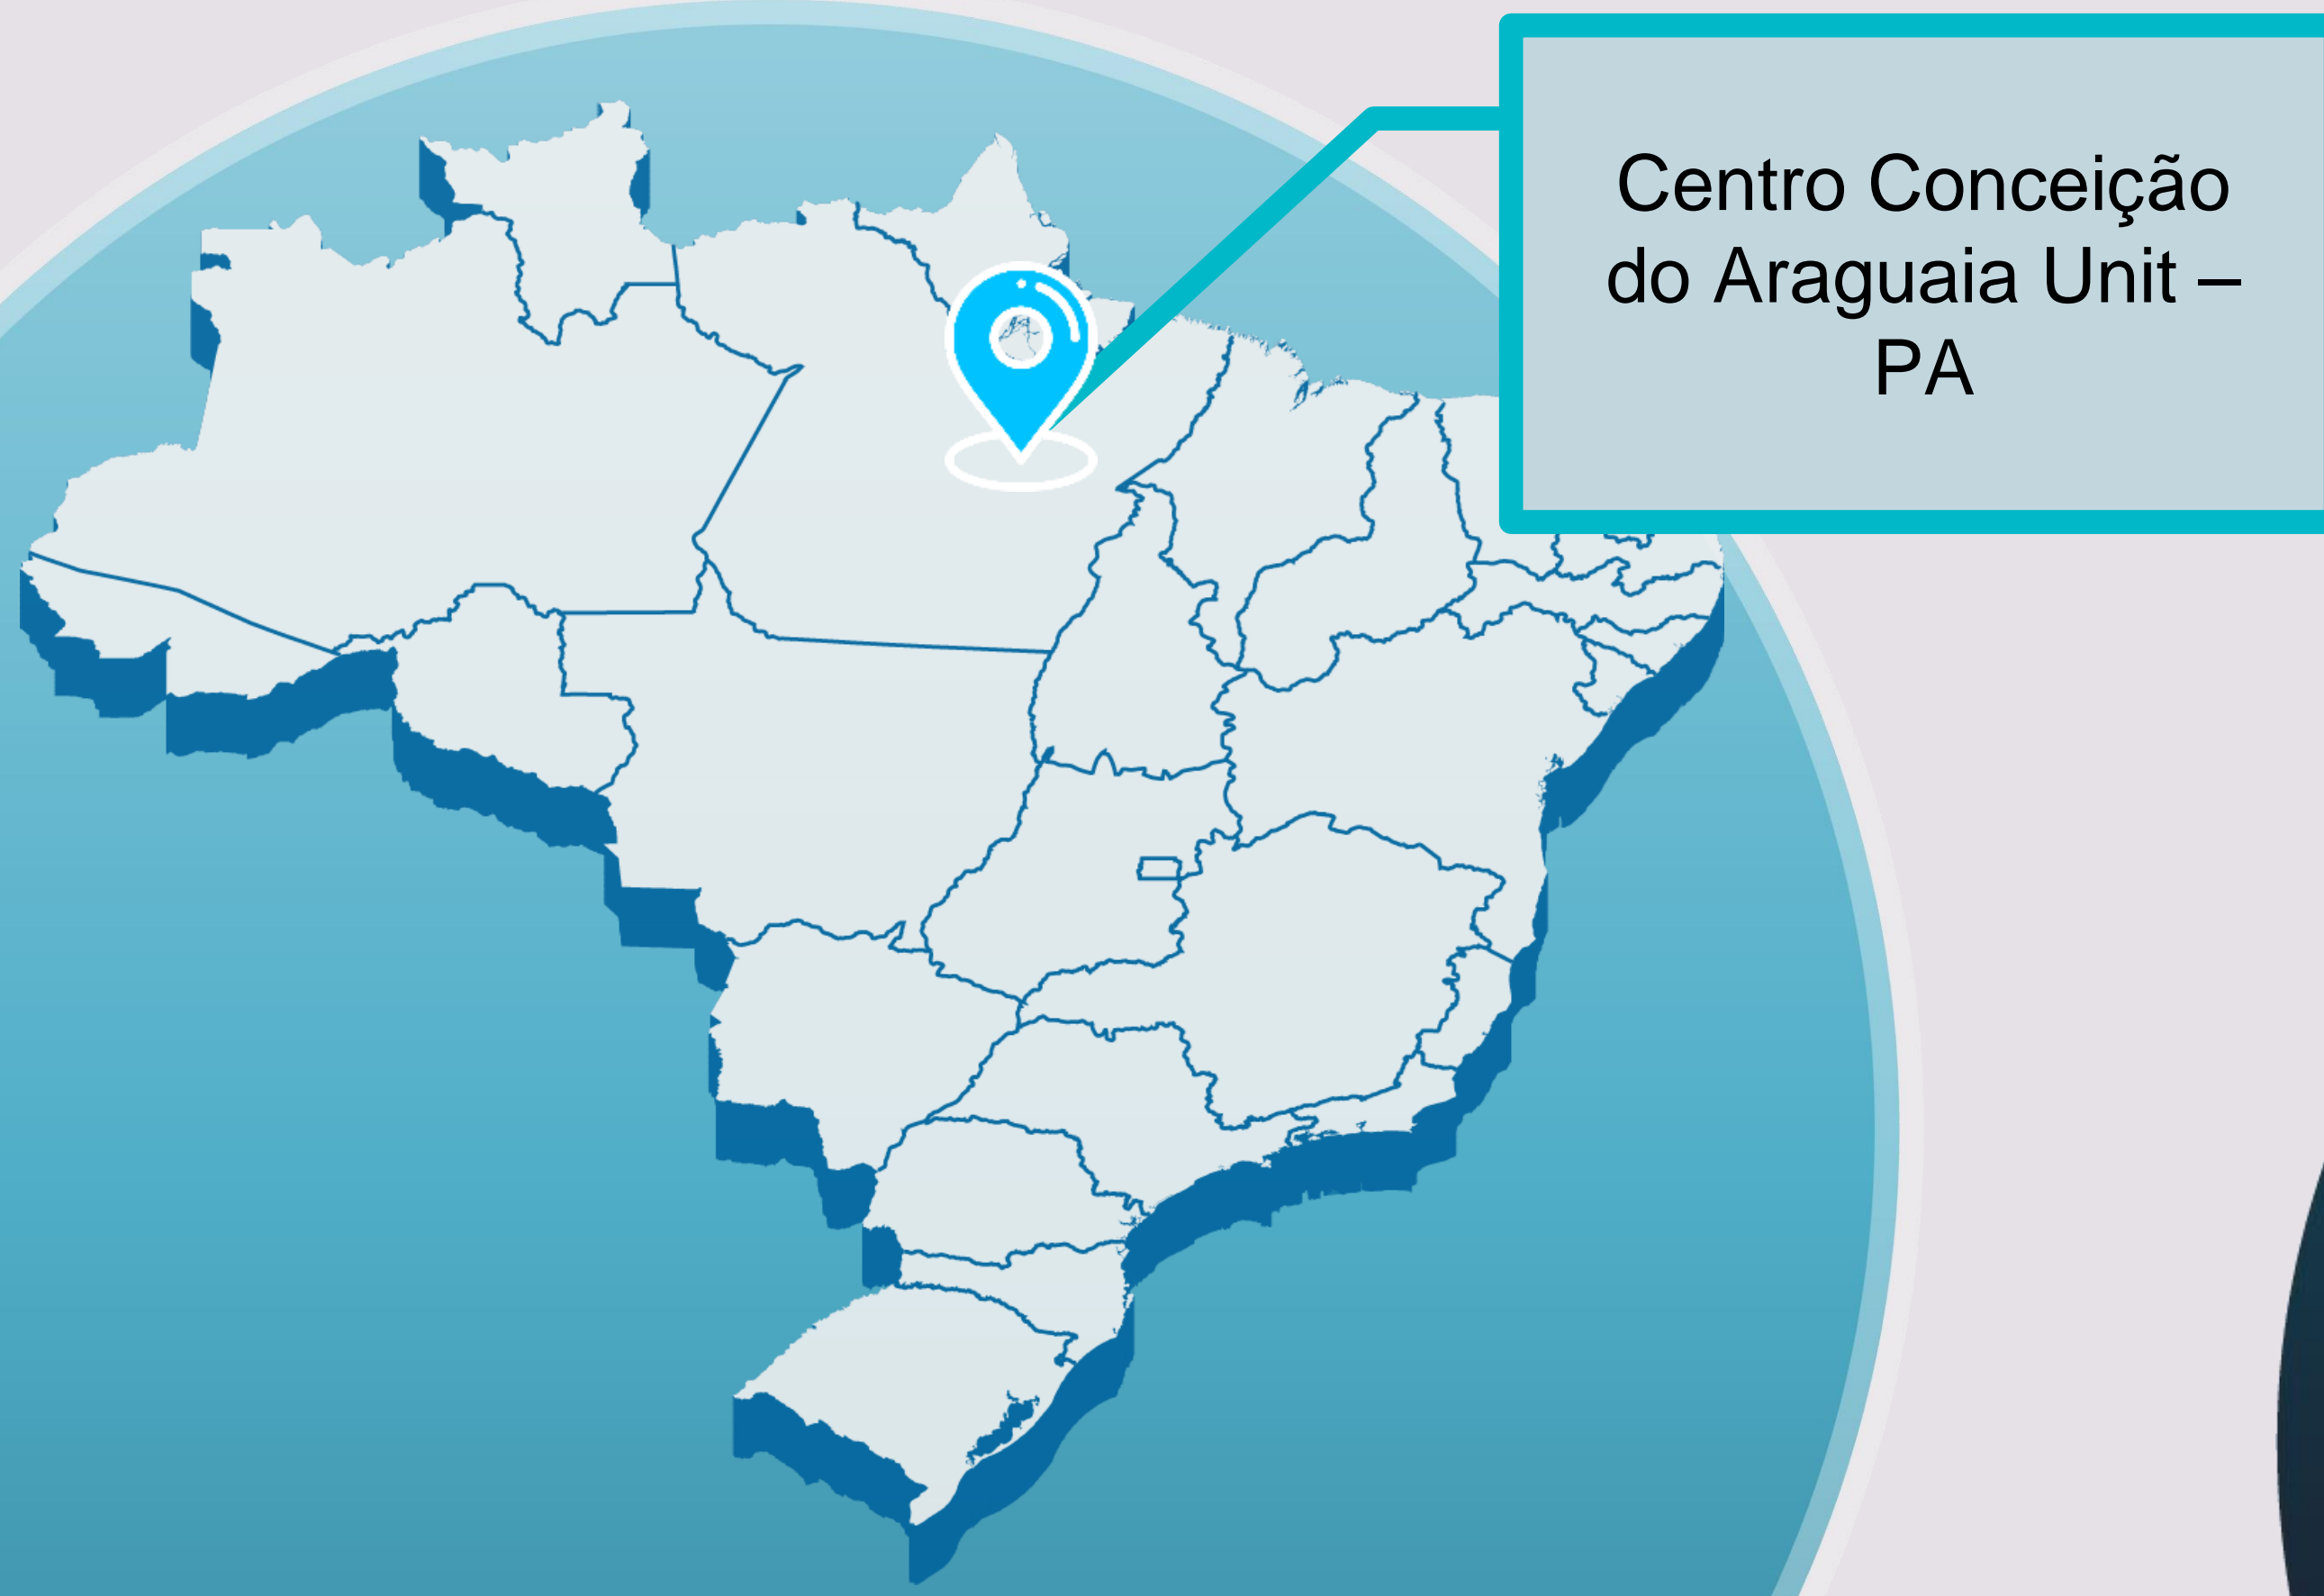 Centro Conceição
do Araguaia Unit –
PA